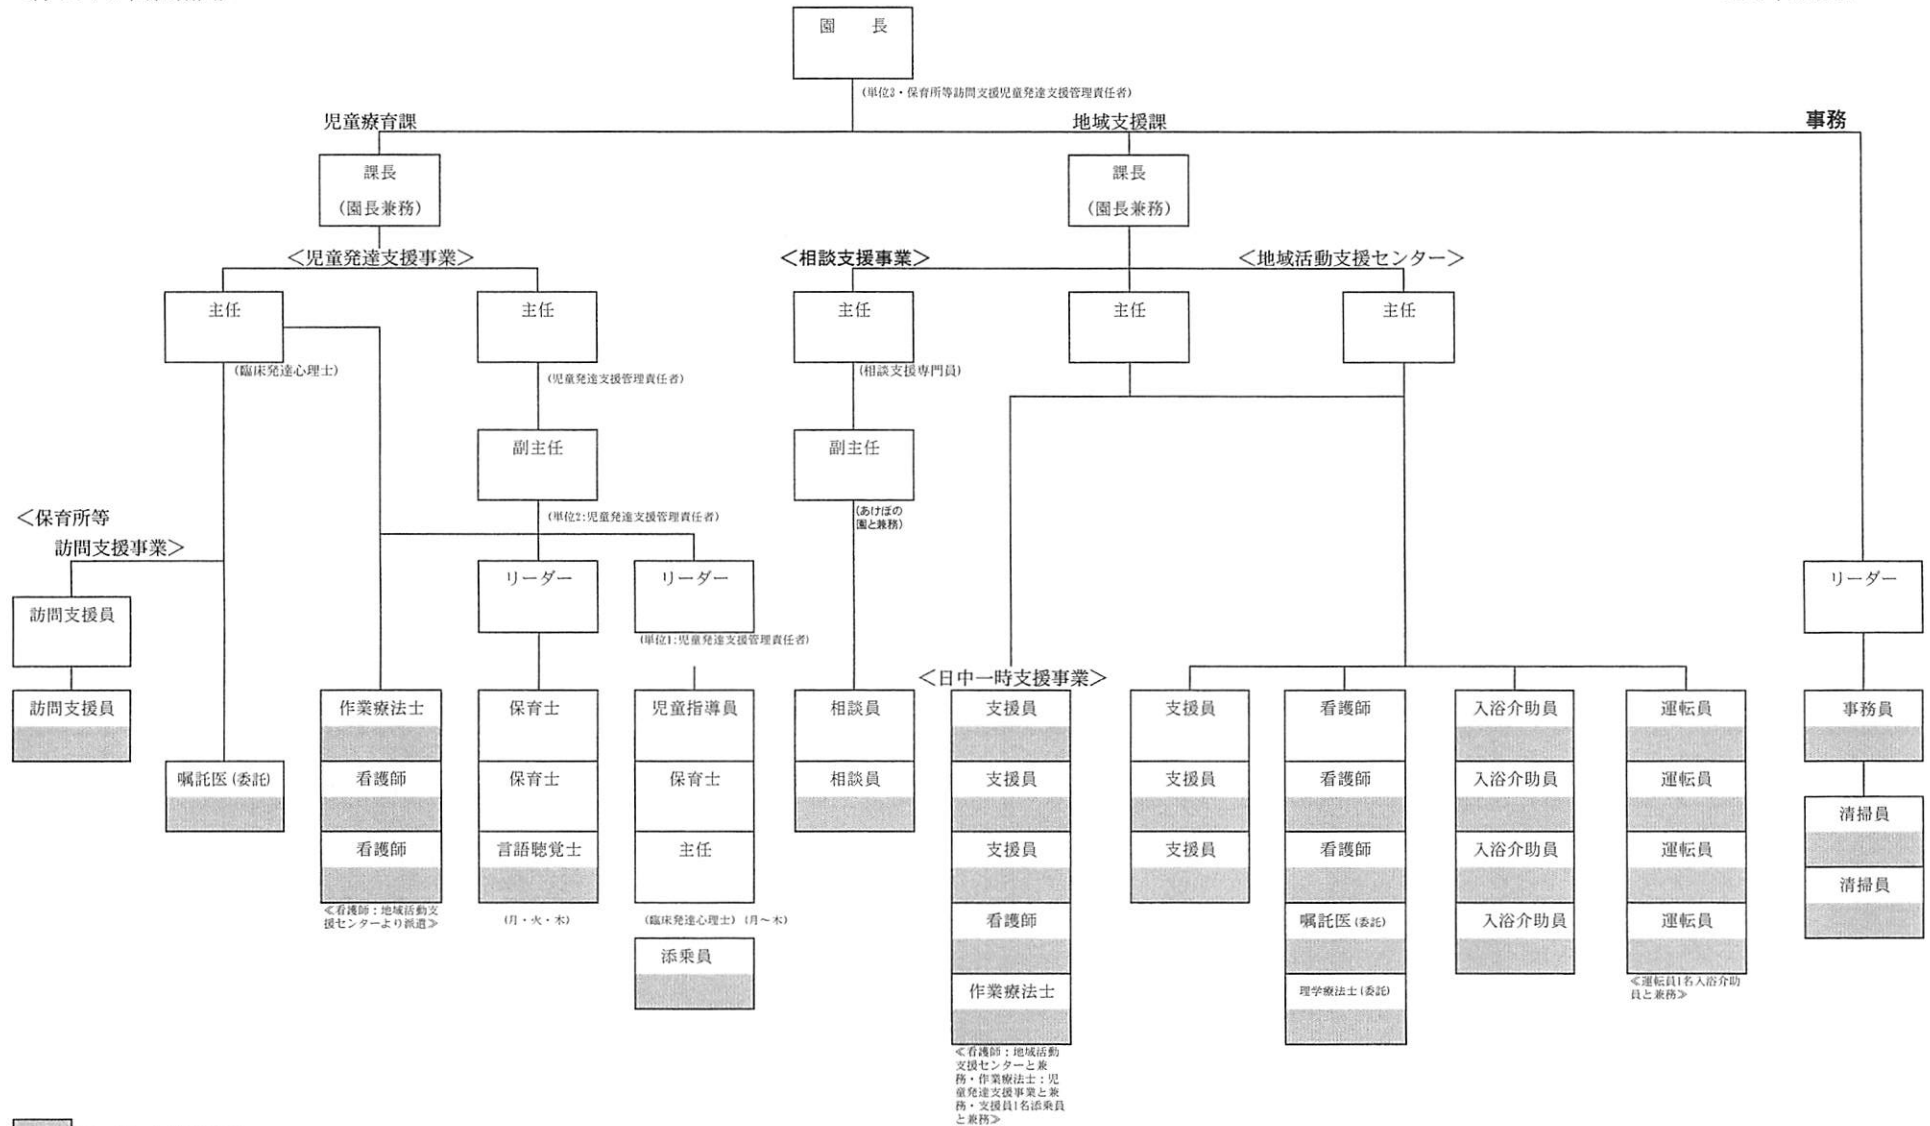 園　　長
(単位3・保育所等訪問支援児童発達支援管理責任者)
児童療育課
地域支援課
事務
課長
(園長兼務)
課長
(園長兼務)
＜児童発達支援事業＞
＜相談支援事業＞
＜地域活動支援センター＞
主任
主任
主任
主任
主任
(臨床発達心理士)
(児童発達支援管理責任者)
(相談支援専門員)
副主任
副主任
(単位2:児童発達支援管理責任者)
(あけぼの
園と兼務)
＜保育所等
訪問支援事業＞
リーダー
リーダー
リーダー
(単位1:児童発達支援管理責任者)
訪問支援員
訪問支援員
嘱託医(委託)
作業療法士
看護師
看護師
≪看護師：地域活動支
援センターより派遣≫
保育士
保育士
言語聴覚士
(月・火・木)
児童指導員
保育士
主任
(臨床発達心理士) (月～木)
添乗員
相談員
相談員
＜日中一時支援事業＞
支援員
支援員
支援員
看護師
作業療法士
≪看護師：地域活動
支援センターと兼
務・作業療法士：児
童発達支援事業と兼
務・支援員1名添乗員
と兼務≫
支援員
支援員
支援員
看護師
看護師
看護師
嘱託医(委託)
理学療法士(委託)
入浴介助員
入浴介助員
入浴介助員
入浴介助員
運転員
運転員
運転員
運転員
≪運転員1名入浴介助
員と兼務≫
事務員
清掃員
清掃員